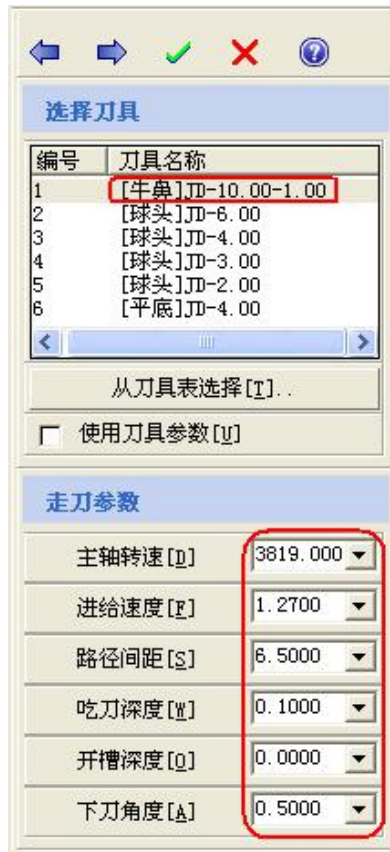 选择刀具
编号 刀具名称
1 [牛鼻]JD-10.00-1.00
2 [球头]JD-6.00
3 [球头]JD-4.00
4 [球头]JD-3.00
5 [球头]JD-2.00
6 [平底]JD-4.00
从刀具表选择[T]..
使用刀具参数[U]
走刀参数
主轴转速[D] 3819.000
进给速度[F] 1.2700
路径间距[S] 6.5000
吃刀深度[W] 0.1000
开槽深度[O] 0.0000
下刀角度[A] 0.5000